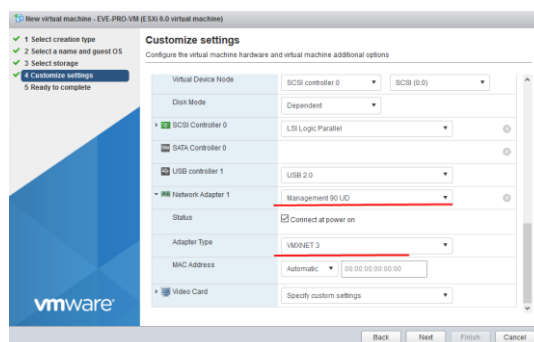 New virtual machine - EVE-PRO-VM (ESXi 6.0 virtual machine)
1 Select creation type
2 Select a name and guest OS
3 Select storage
4 Customize settings
5 Ready to complete
Customize settings
Configure the virtual machine hardware and virtual machine additional options
Virtual Device Node SCSI controller 0 SCSI (0:0)
Disk Mode Dependent
SCSI Controller 0 LSI Logic Parallel
SATA Controller 0
USB controller 1 USB 2.0
Network Adapter 1 Management 90 UD
Status Connect at power on
Adapter Type VMXNET 3
MAC Address Automatic 00:00:00:00:00:00
Video Card Specify custom settings
vmware
Back Next Finish Cancel